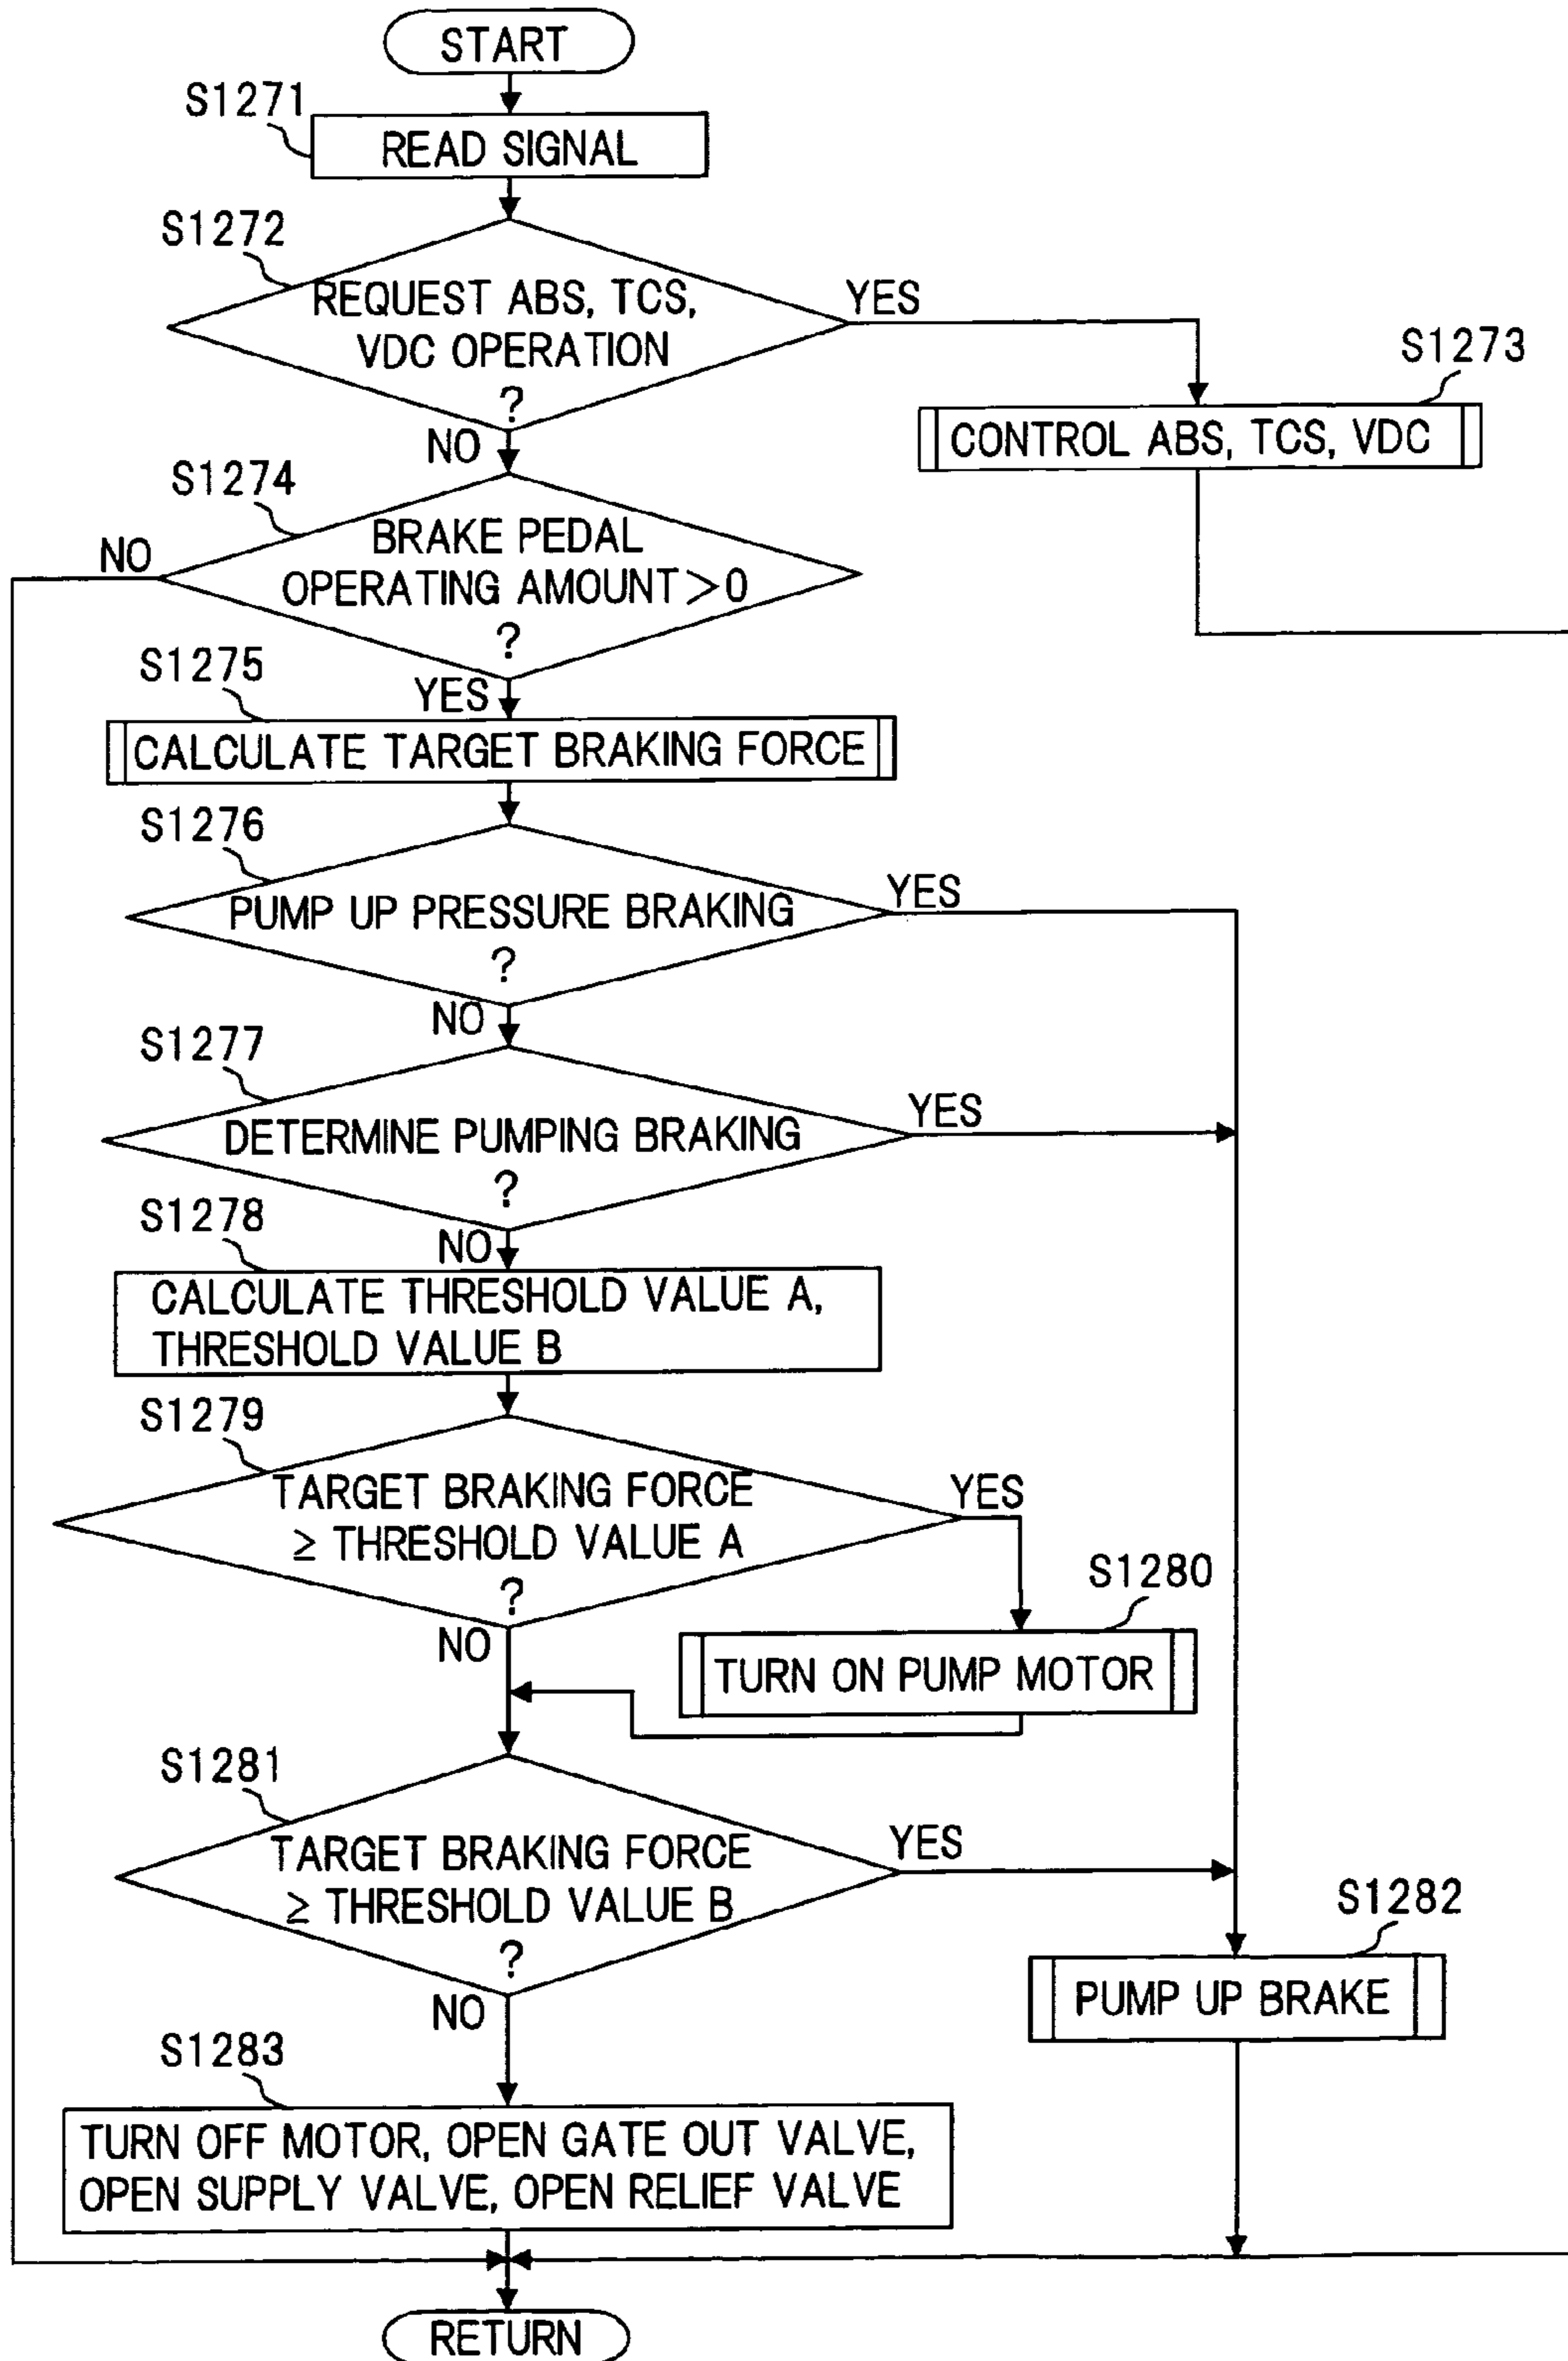 START
S1271
READ SIGNAL
S1272
REQUEST ABS, TCS,
VDC OPERATION
?
YES
NO
S1273
CONTROL ABS, TCS, VDC
S1274
BRAKE PEDAL
OPERATING AMOUNT >0
?
NO
YES
S1275
CALCULATE TARGET BRAKING FORCE
S1276
PUMP UP PRESSURE BRAKING
?
YES
NO
S1277
DETERMINE PUMPING BRAKING
?
YES
NO
S1278
CALCULATE THRESHOLD VALUE A,
THRESHOLD VALUE B
S1279
TARGET BRAKING FORCE
≥ THRESHOLD VALUE A
?
YES
NO
S1280
TURN ON PUMP MOTOR
S1281
TARGET BRAKING FORCE
≥ THRESHOLD VALUE B
?
YES
NO
S1282
PUMP UP BRAKE
S1283
TURN OFF MOTOR, OPEN GATE OUT VALVE,
OPEN SUPPLY VALVE, OPEN RELIEF VALVE
RETURN